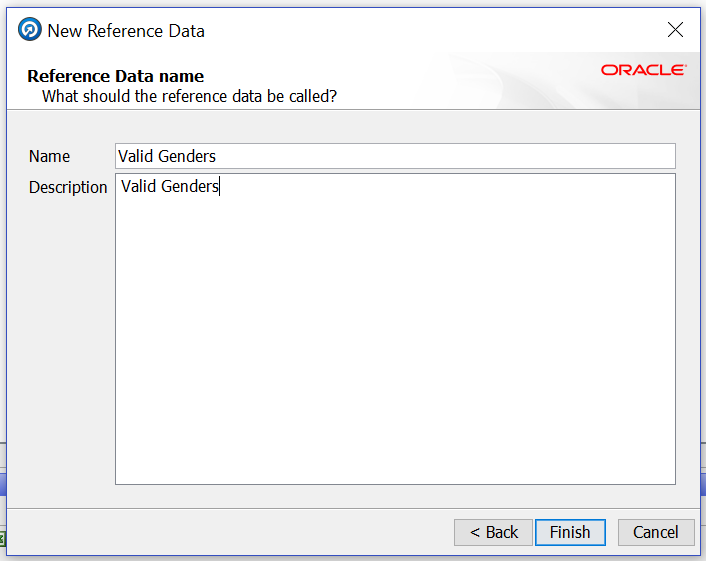 New Reference Data
Reference Data name
ORACLE
What should the reference data be called?
Name Valid Genders
Description Valid Genders
< Back Finish Cancel